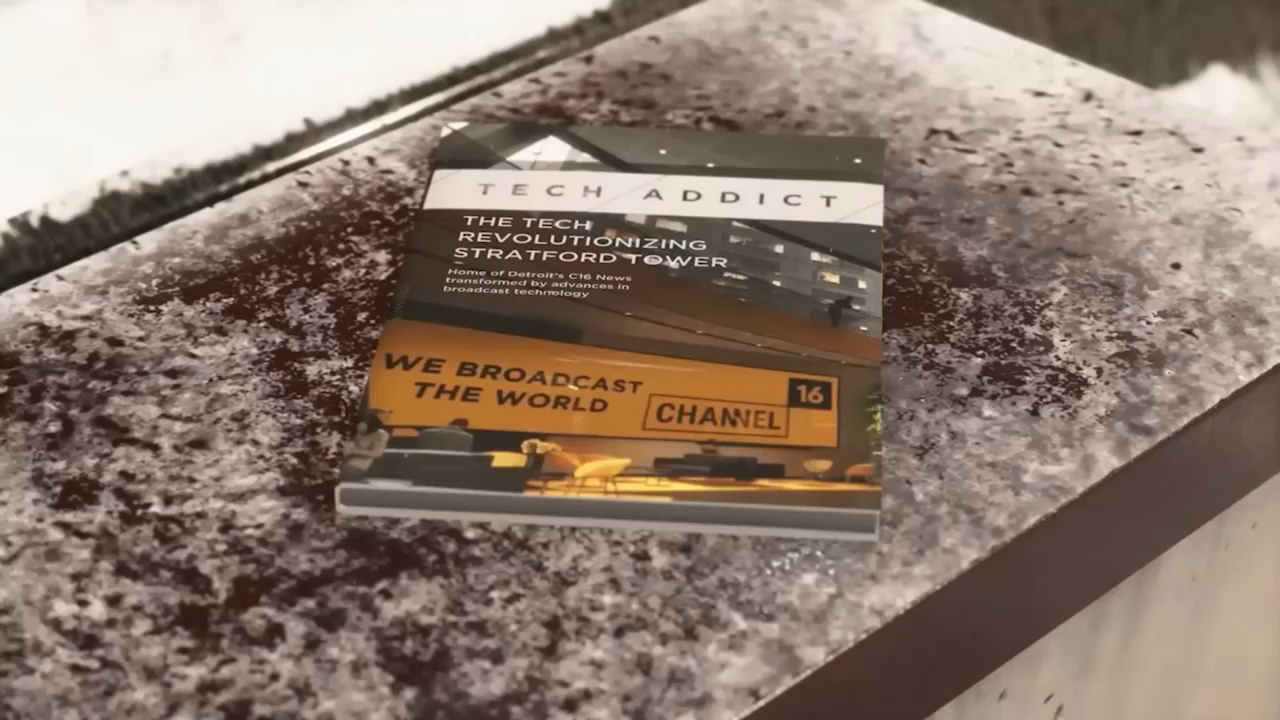 TECH ADDICT
THE TECH
REVOLUTIONIZING
STRATFORD TOWER
Home of Detroit's C16 News
transformed by advances in
broadcast technology
WE BROADCAST
THE WORLD
16
CHANNEL